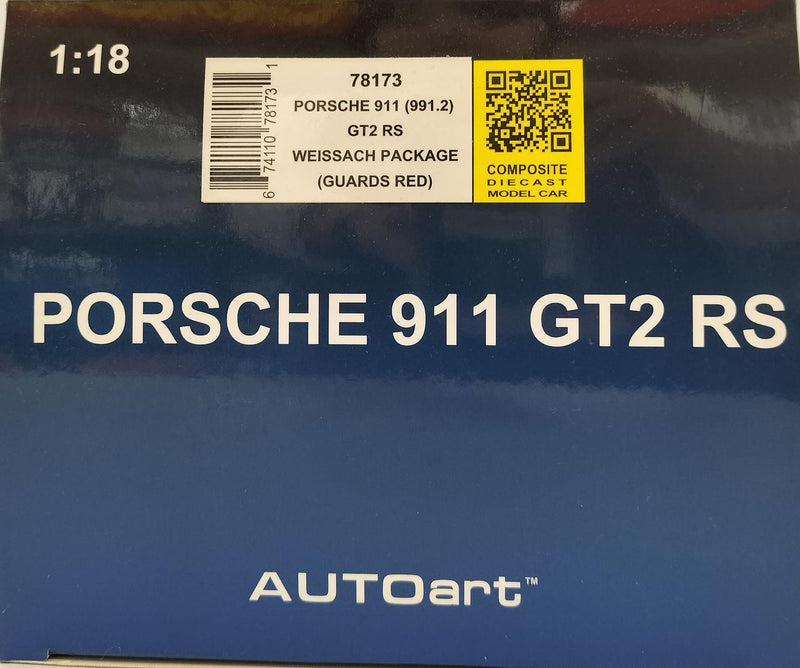 1:18
78173
PORSCHE 911 (991.2)
GT2 RS
WEISSACH PACKAGE
(GUARDS RED)
6 74110 78173 1
COMPOSITE
DIECAST
MODEL CAR
PORSCHE 911 GT2 RS
AUTOart™